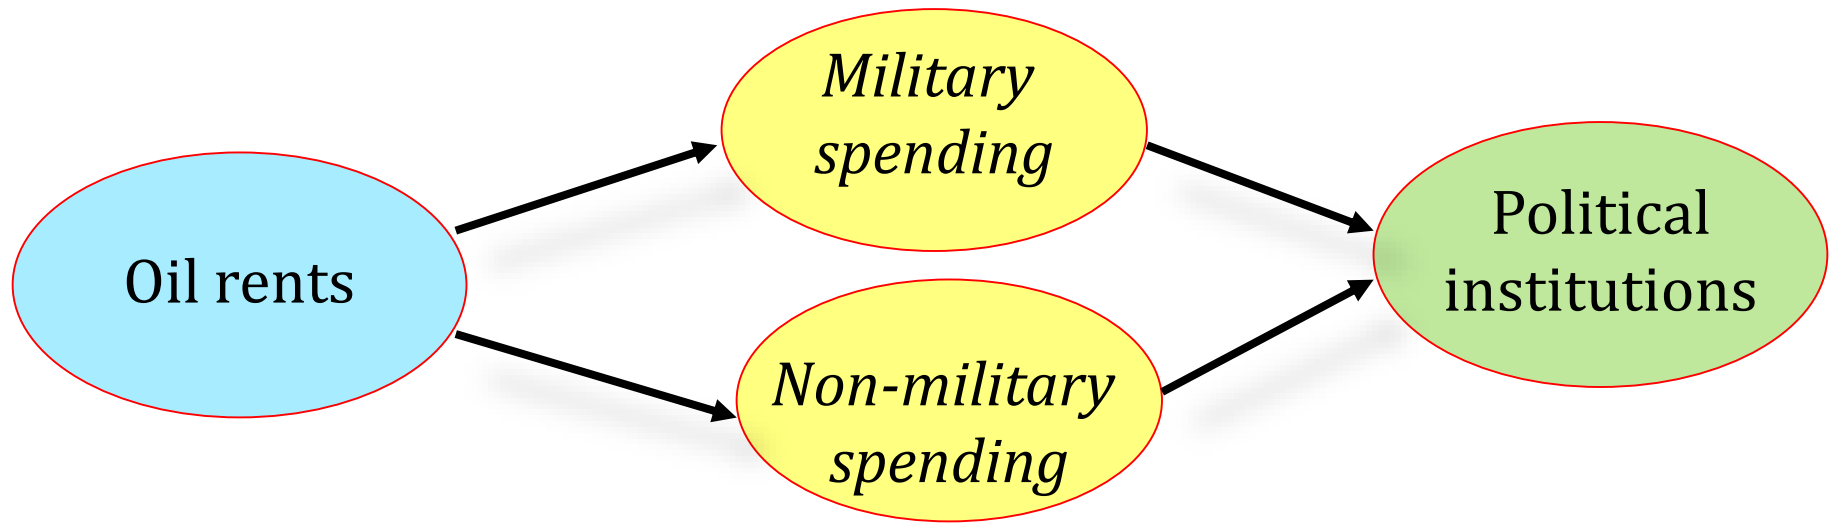 Oil rents
Military
spending
Non-military
spending
Political
institutions